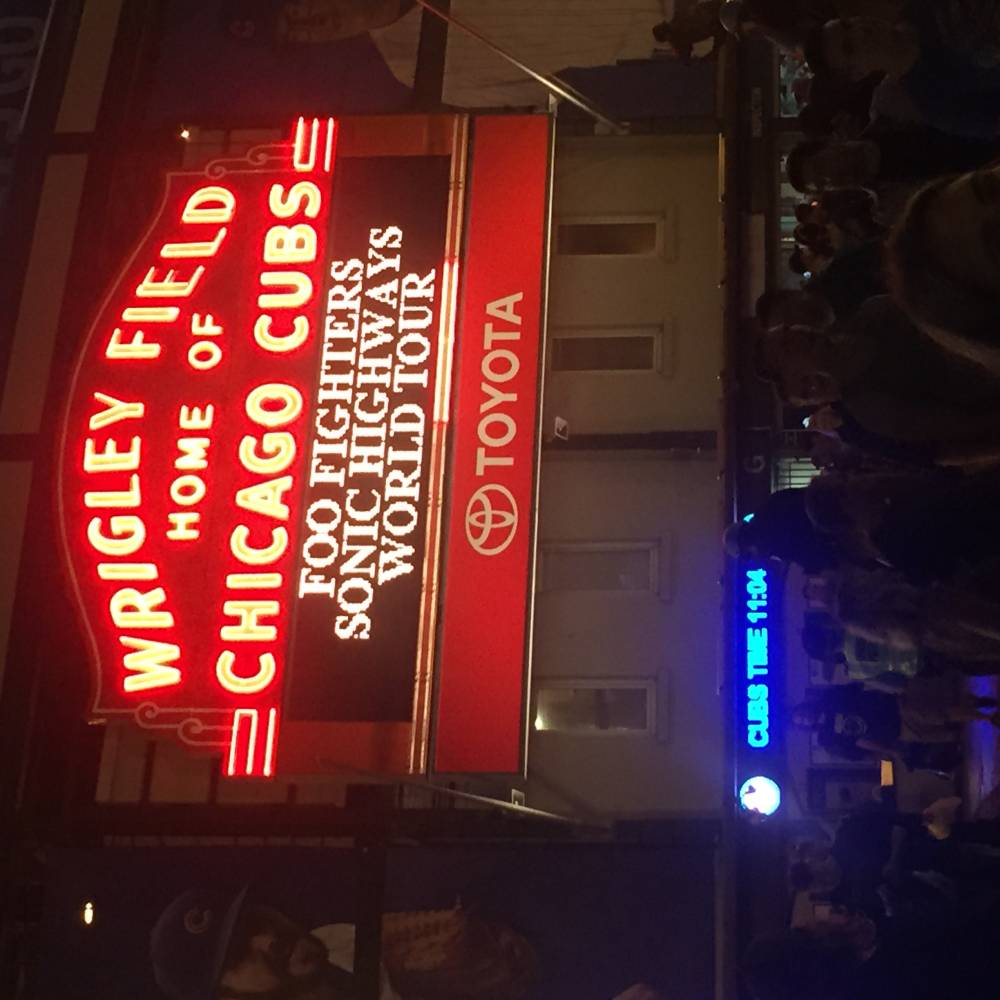 WRIGLEY FIELD
HOME OF
CHICAGO CUBS
FOO FIGHTERS
SONIC HIGHWAYS
WORLD TOUR
TOYOTA
CUBS TIME 11:04
C
G